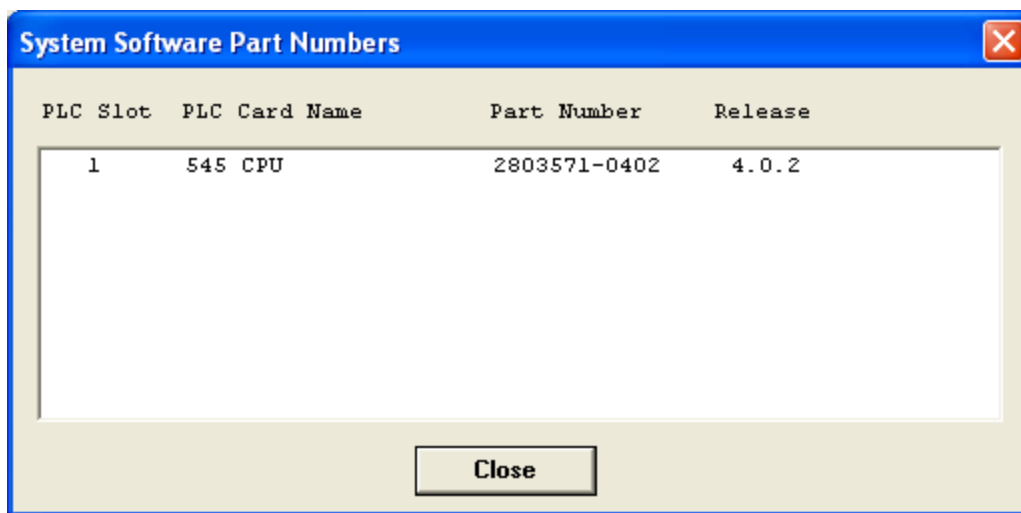 System Software Part Numbers
PLC Slot PLC Card Name Part Number Release
1 545 CPU 2803571-0402 4.0.2
Close